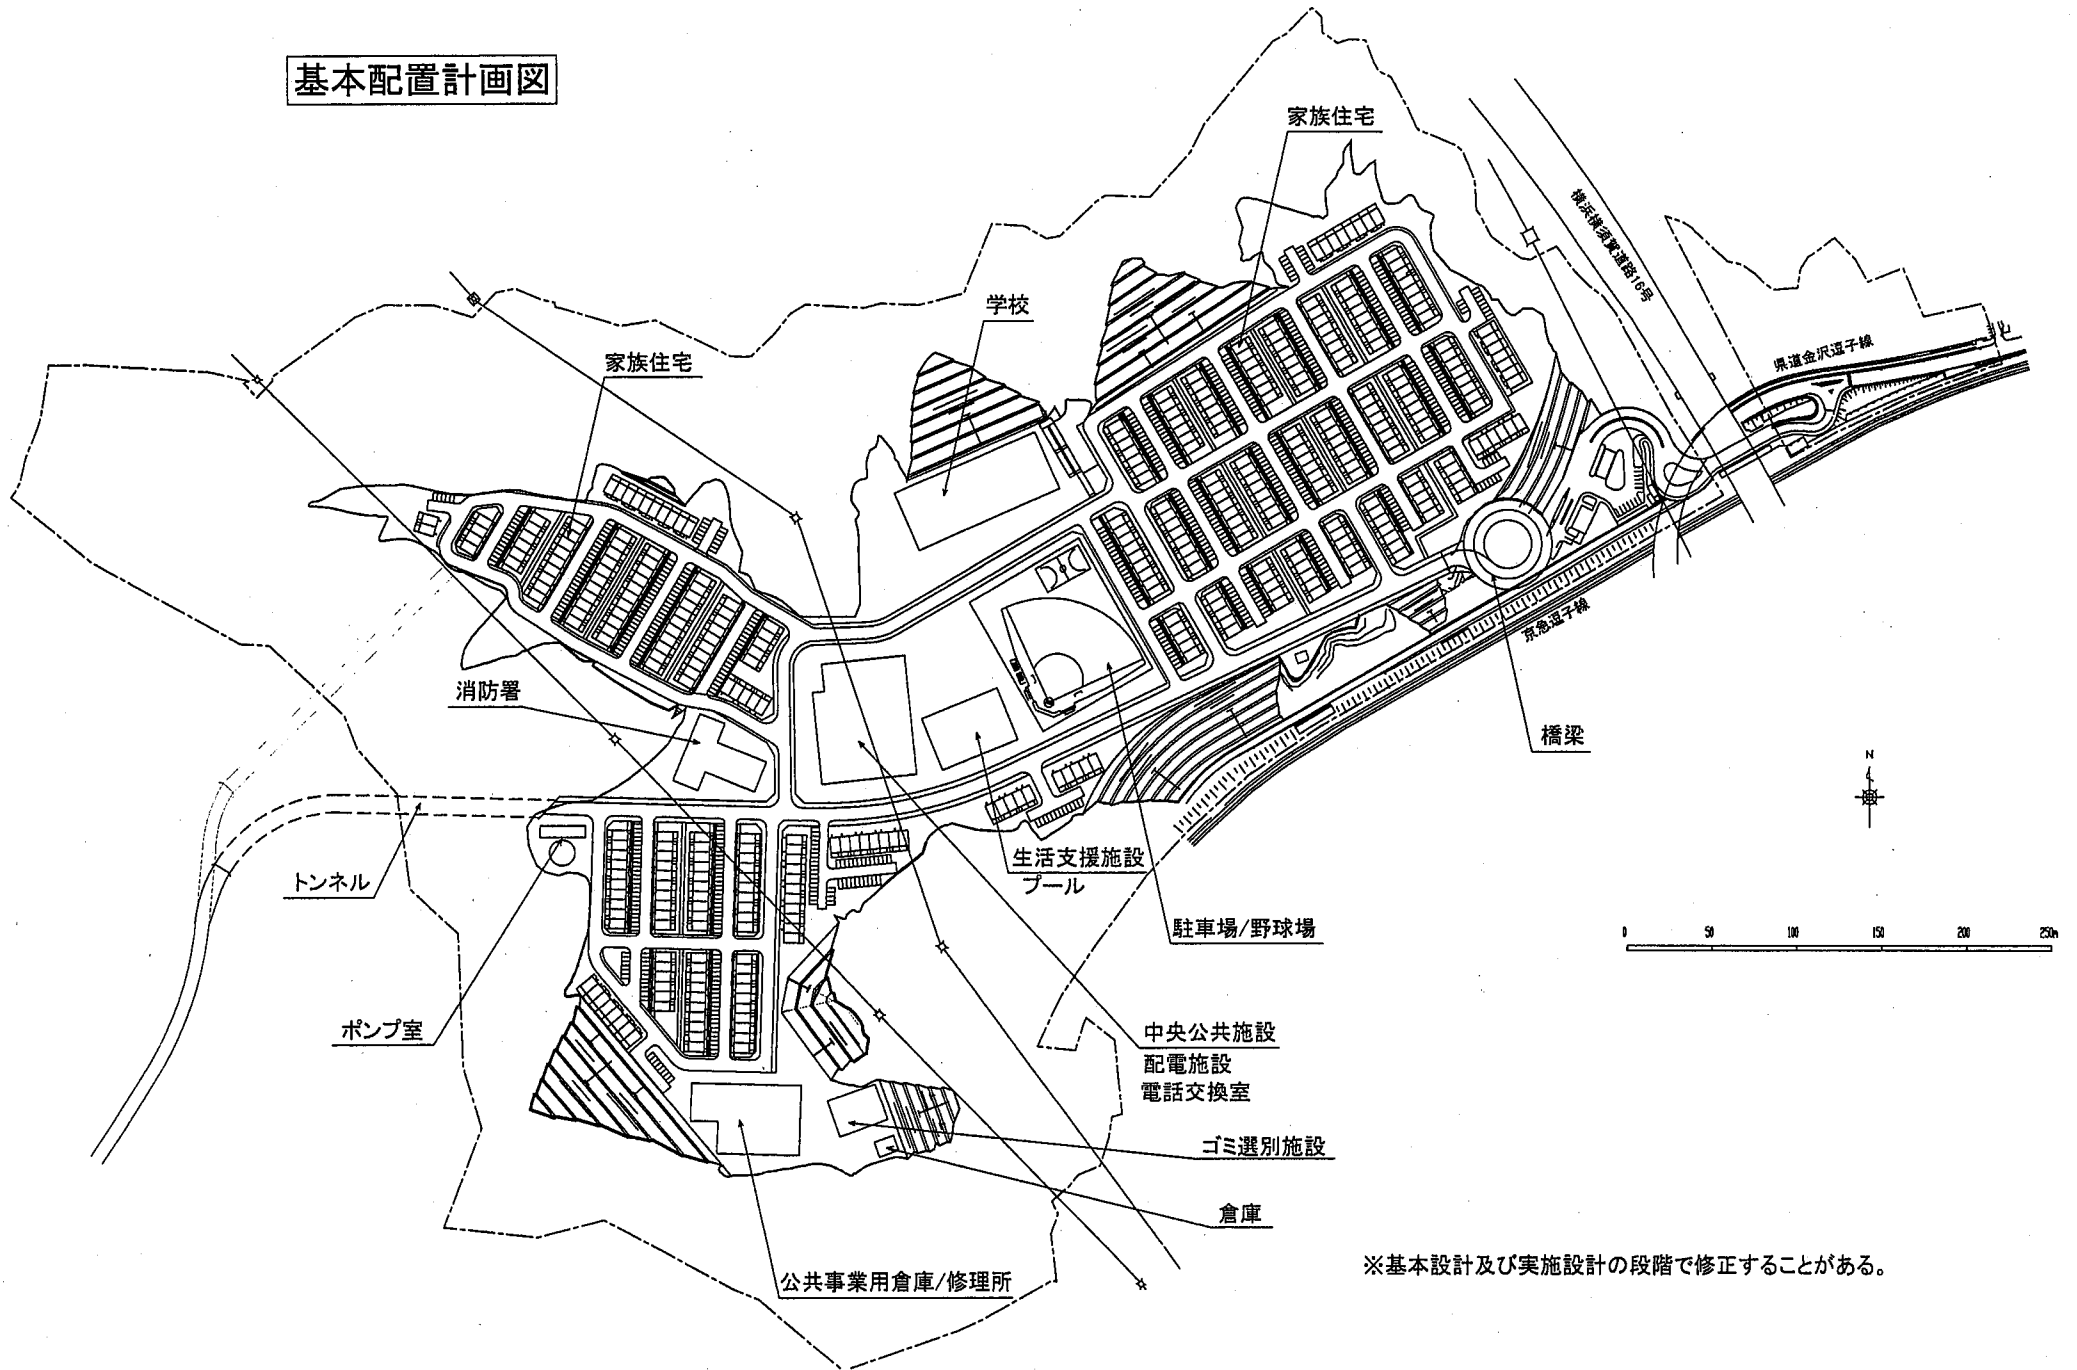 基本配置計画図
家族住宅
横浜横須賀道路16号
学校
県道金沢逗子線
家族住宅
京急逗子線
消防署
橋梁
N
生活支援施設
プール
トンネル
駐車場/野球場
0 50 100 150 200 250m
ポンプ室
中央公共施設
配電施設
電話交換室
ゴミ選別施設
倉庫
公共事業用倉庫/修理所
※基本設計及び実施設計の段階で修正することがある。